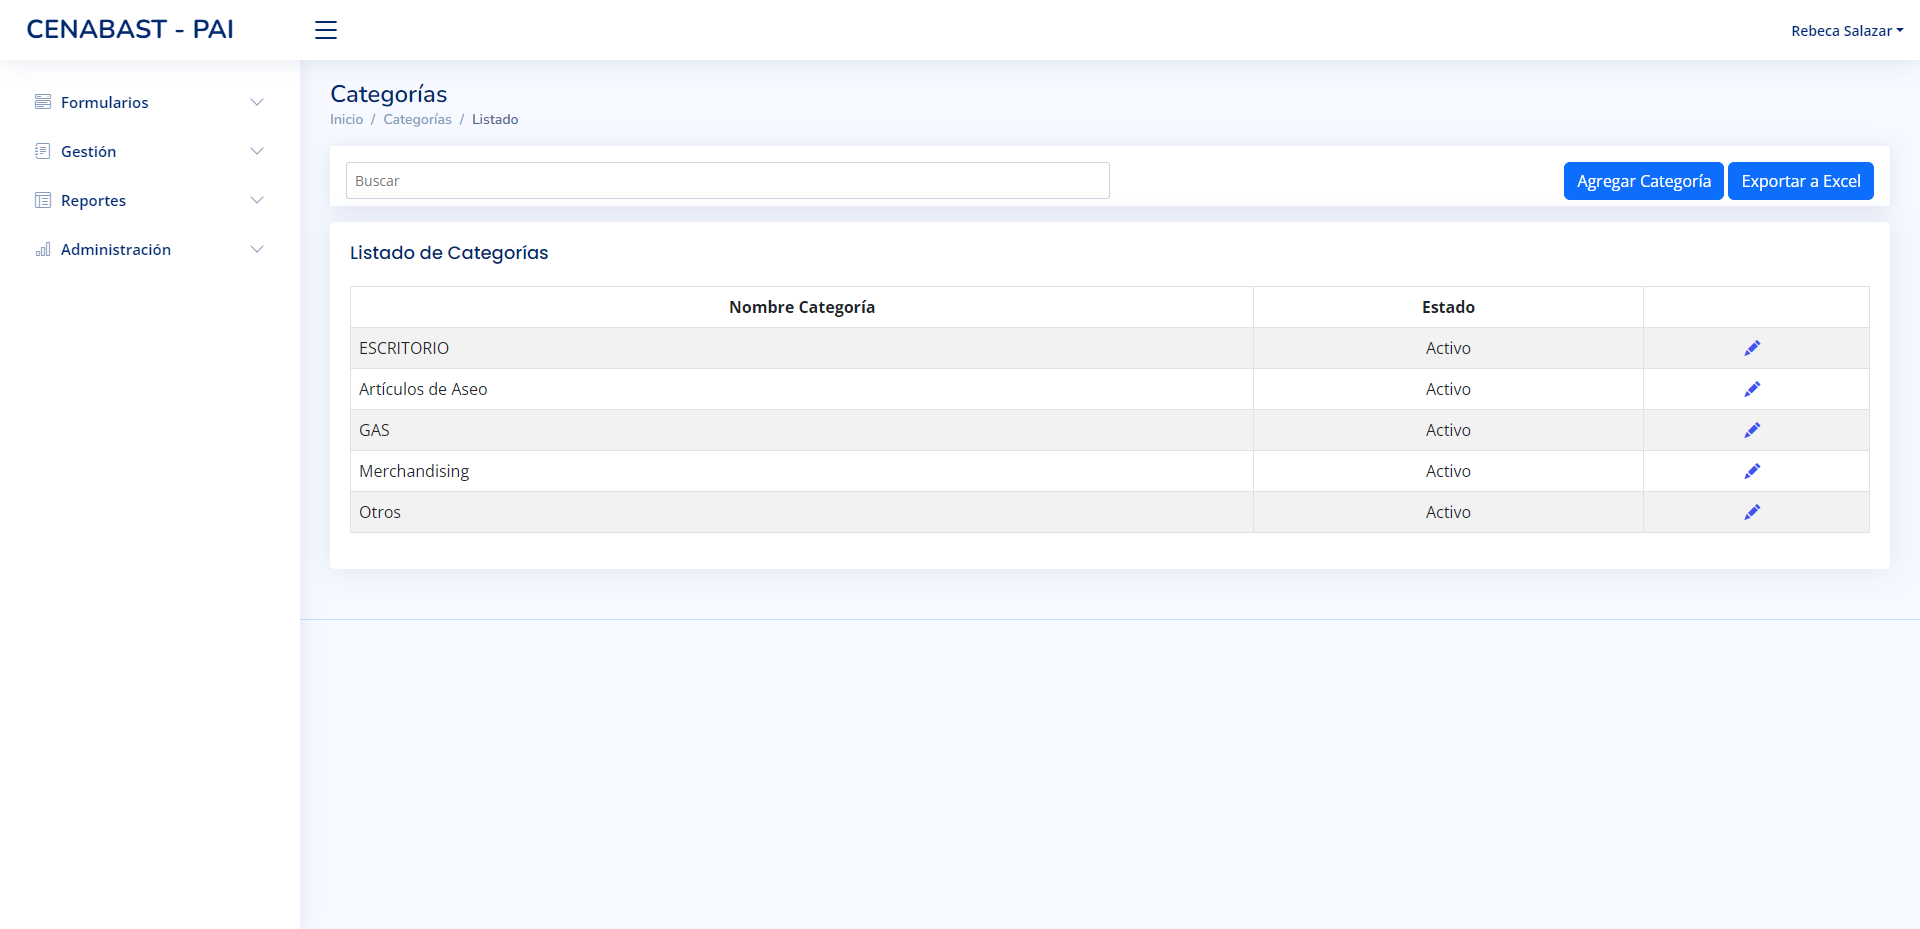 CENABAST - PAI
Rebeca Salazar
Formularios
Gestión
Reportes
Administración
Categorías
Inicio / Categorías / Listado
Buscar
Agregar Categoría
Exportar a Excel
Listado de Categorías
Nombre Categoría Estado
ESCRITORIO Activo
Artículos de Aseo Activo
GAS Activo
Merchandising Activo
Otros Activo